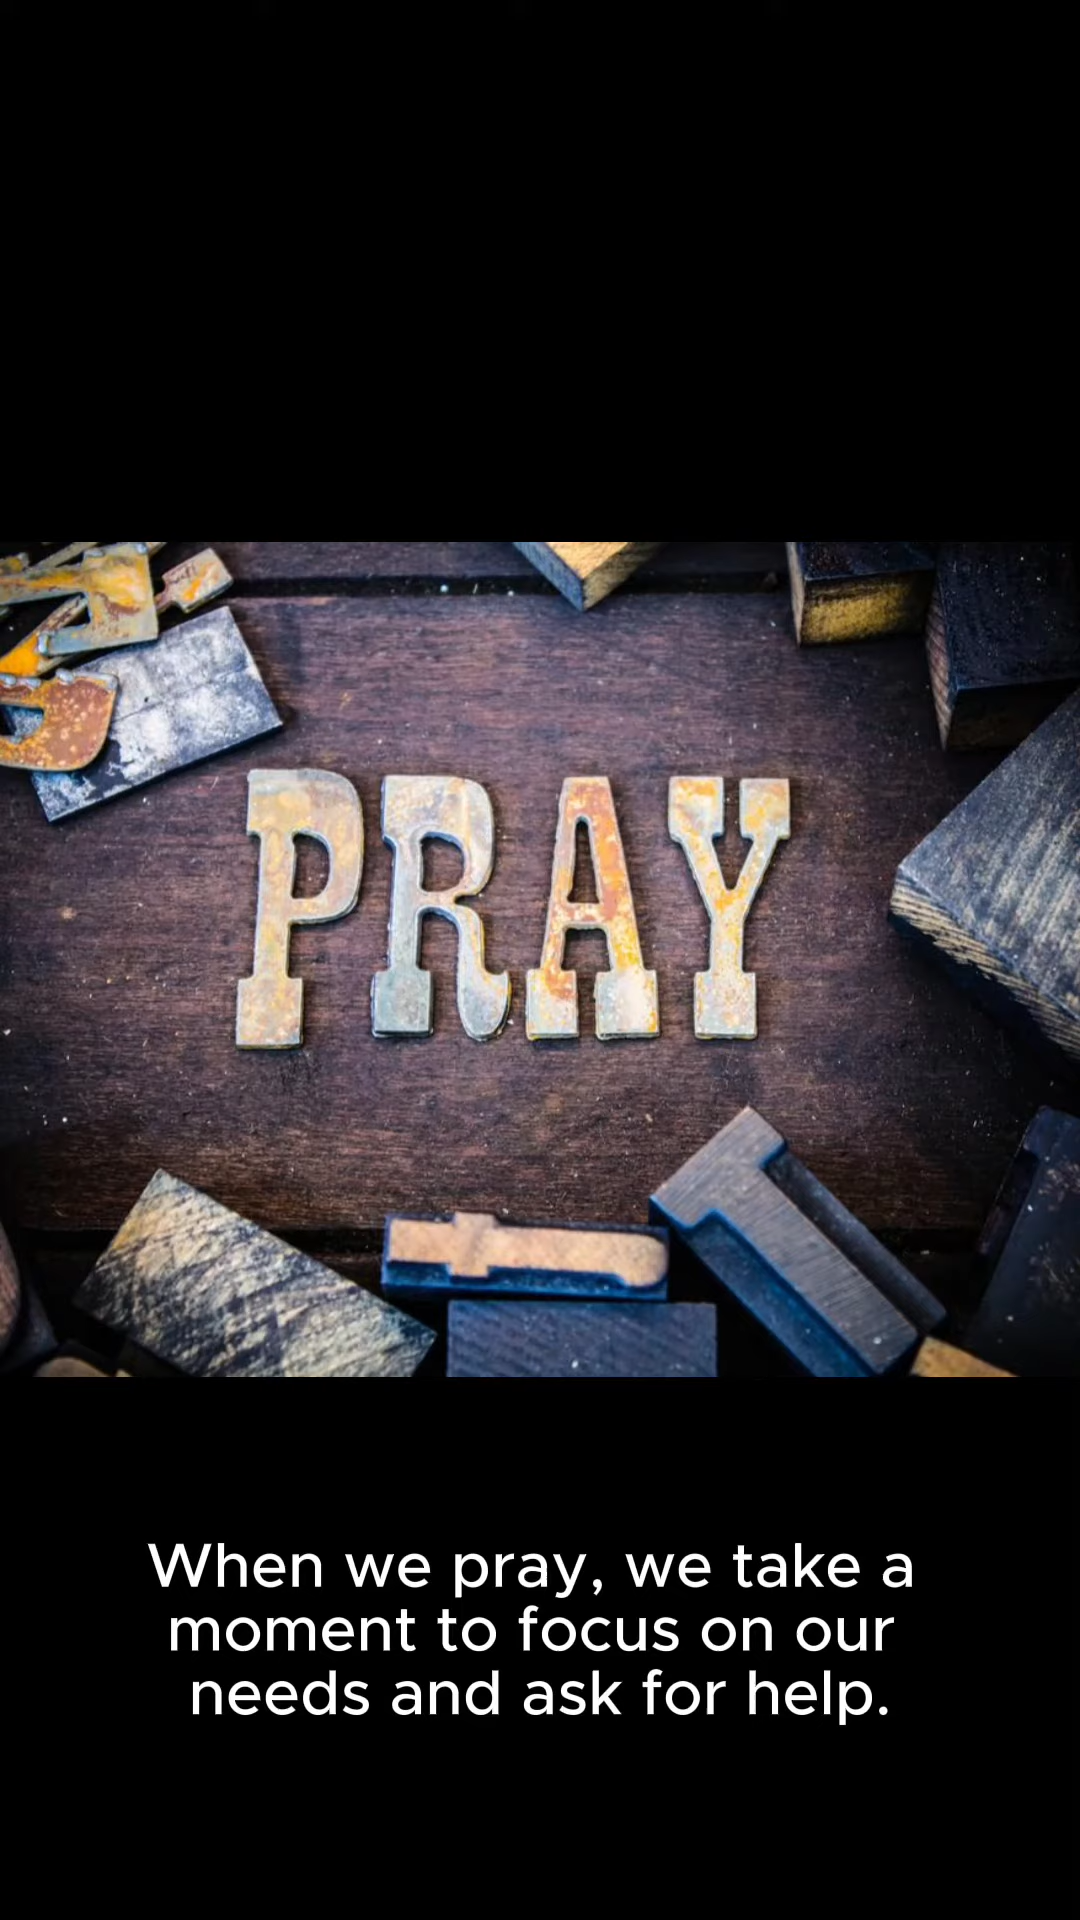 PRAY
When we pray, we take a
moment to focus on our
needs and ask for help.